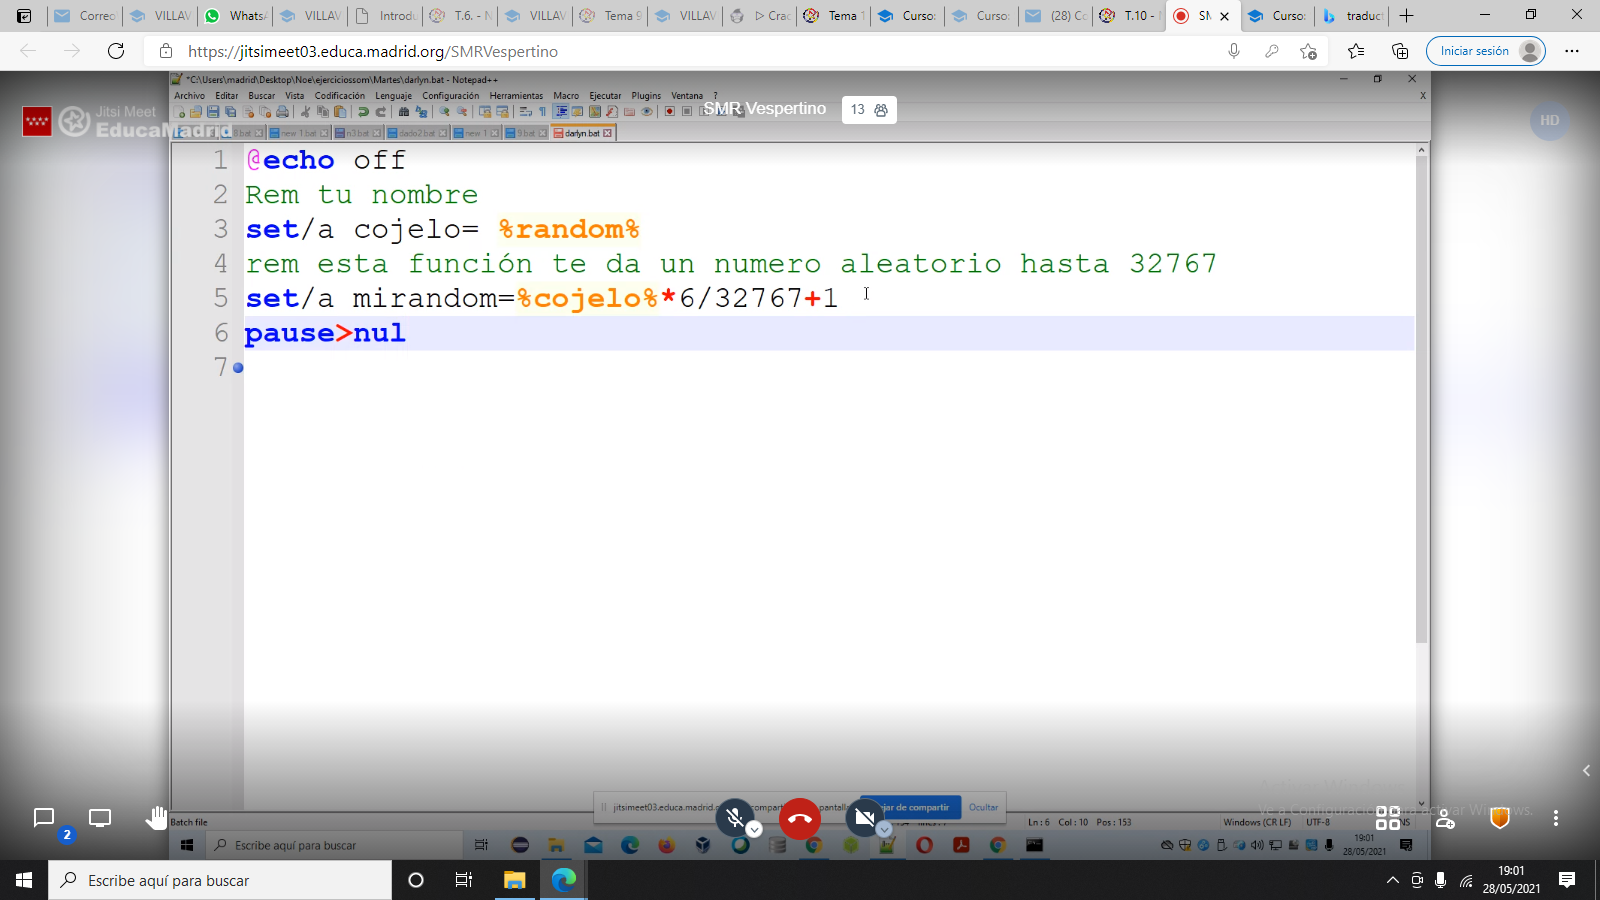 Correo VILLAV WhatsA VILLAV Introdu T.6. - N VILLAV Tema 9 VILLAV Crac Tema 1 Curso: Curso: (28) Co T.10 - N SM Curso: traduct
https://jitsimeet03.educa.madrid.org/SMRVespertino
Iniciar sesión
*C:\Users\madrid\Desktop\Noe\ejerciciossom\Martes\darlyn.bat - Notepad++
Archivo Editar Buscar Vista Codificación Lenguaje Configuración Herramientas Macro Ejecutar Plugins Ventana ?
X
Jitsi Meet
EducaMadrid
SMR Vespertino
13
HD
8.bat new 1.bat n3.bat dado2.bat new 1 9.bat darlyn.bat
1 @echo off
2 Rem tu nombre
3 set/a cojelo= %random%
4 rem esta función te da un numero aleatorio hasta 32767
5 set/a mirandom=%cojelo%*6/32767+1
6 pause>nul
7
jitsimeet03.educa.madrid. compart pantalla jar de compartir Ocultar
Ve a Configuración para activar Windows.
2
Batch file
Ln : 6 Col : 10 Pos : 153
Windows (CR LF) UTF-8 INS
Escribe aquí para buscar
19:01
28/05/2021
Escribe aquí para buscar
19:01
28/05/2021